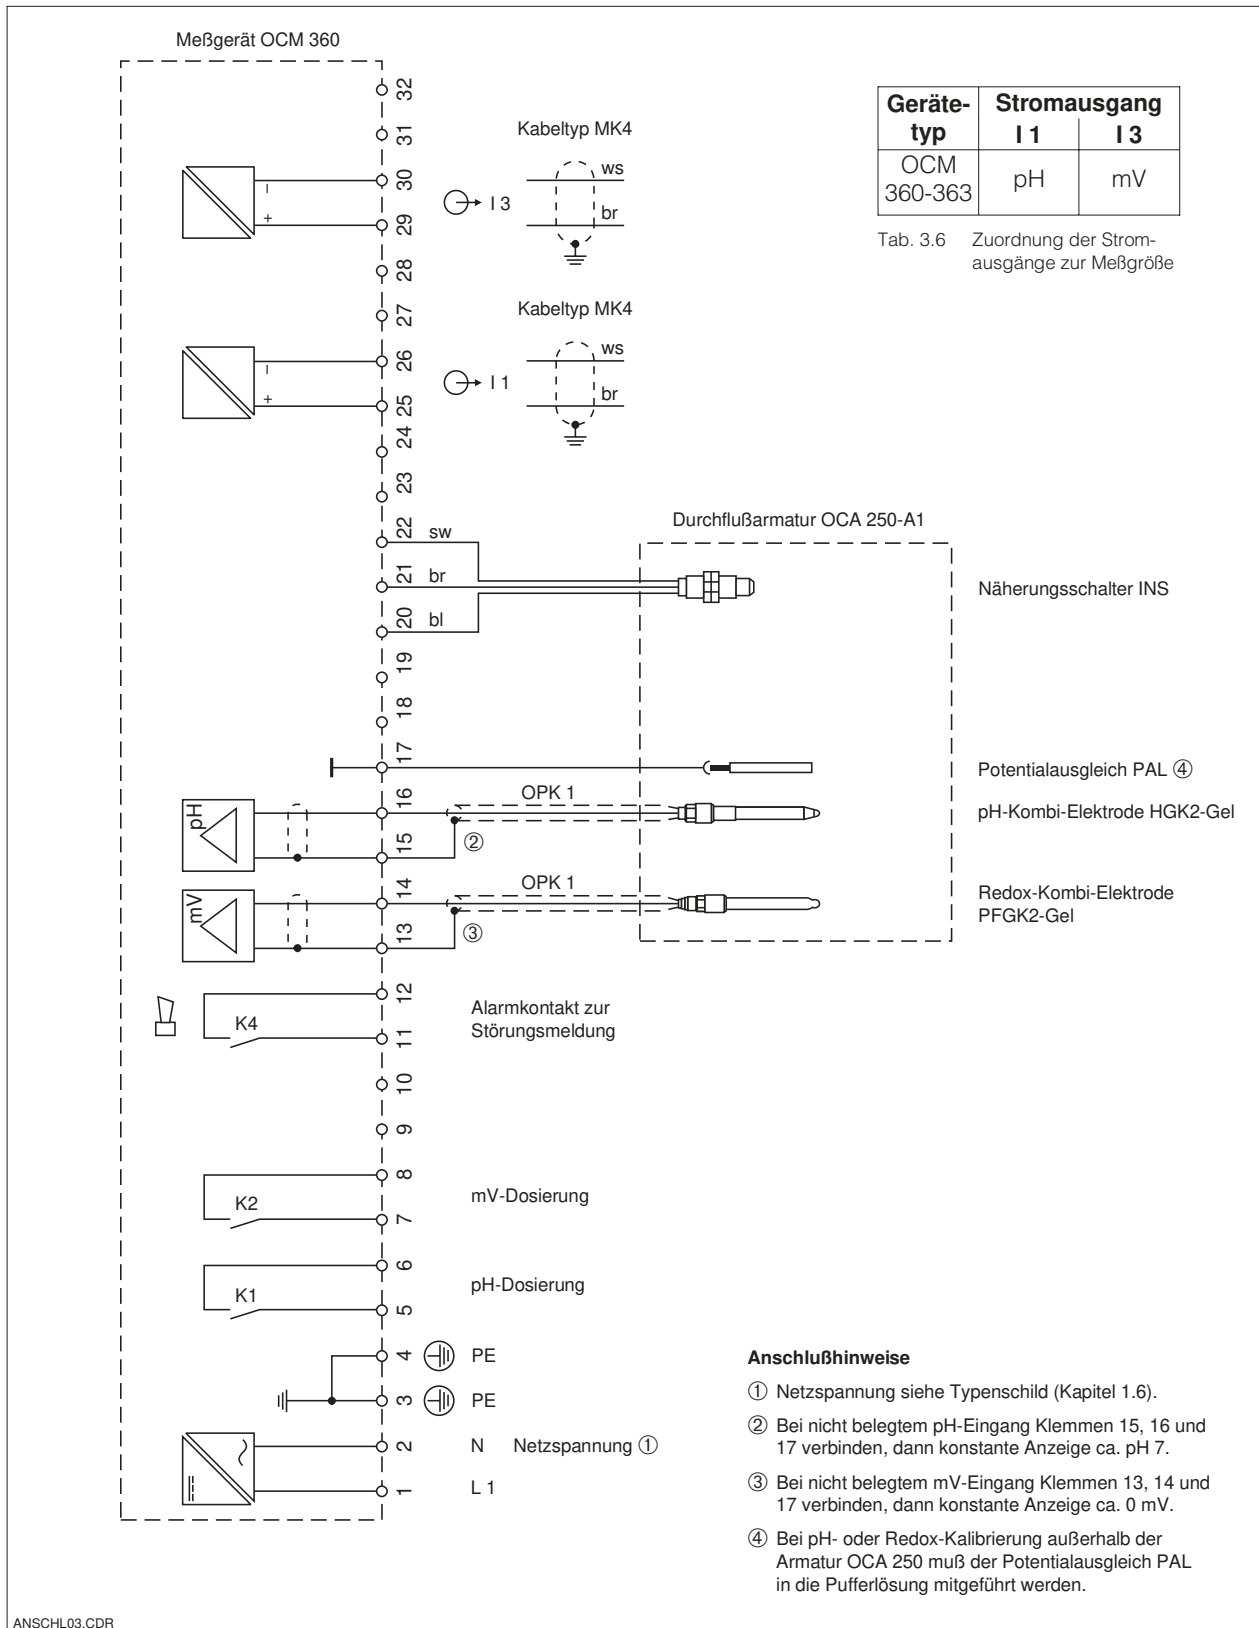 Meßgerät OCM 360
32
31
30
29
28
27
26
25
24
23
22
21
20
19
18
17
16
15
14
13
12
11
10
9
8
7
6
5
4
3
2
1
Kabeltyp MK4
ws
br
I 3
–
+
Kabeltyp MK4
ws
br
I 1
–
+
Geräte-typ
Stromausgang
I 1
I 3
OCM 360-363
pH
mV
Tab. 3.6 Zuordnung der Strom-
ausgänge zur Meßgröße
Durchflußarmatur OCA 250-A1
sw
br
bl
Näherungsschalter INS
Potentialausgleich PAL ④
pH
OPK 1
②
pH-Kombi-Elektrode HGK2-Gel
mV
OPK 1
③
Redox-Kombi-Elektrode
PFGK2-Gel
K4
Alarmkontakt zur
Störungsmeldung
K2
mV-Dosierung
K1
pH-Dosierung
PE
PE
N Netzspannung ①
L 1
Anschlußhinweise
① Netzspannung siehe Typenschild (Kapitel 1.6).
② Bei nicht belegtem pH-Eingang Klemmen 15, 16 und
17 verbinden, dann konstante Anzeige ca. pH 7.
③ Bei nicht belegtem mV-Eingang Klemmen 13, 14 und
17 verbinden, dann konstante Anzeige ca. 0 mV.
④ Bei pH- oder Redox-Kalibrierung außerhalb der
Armatur OCA 250 muß der Potentialausgleich PAL
in die Pufferlösung mitgeführt werden.
ANSCHL03.CDR